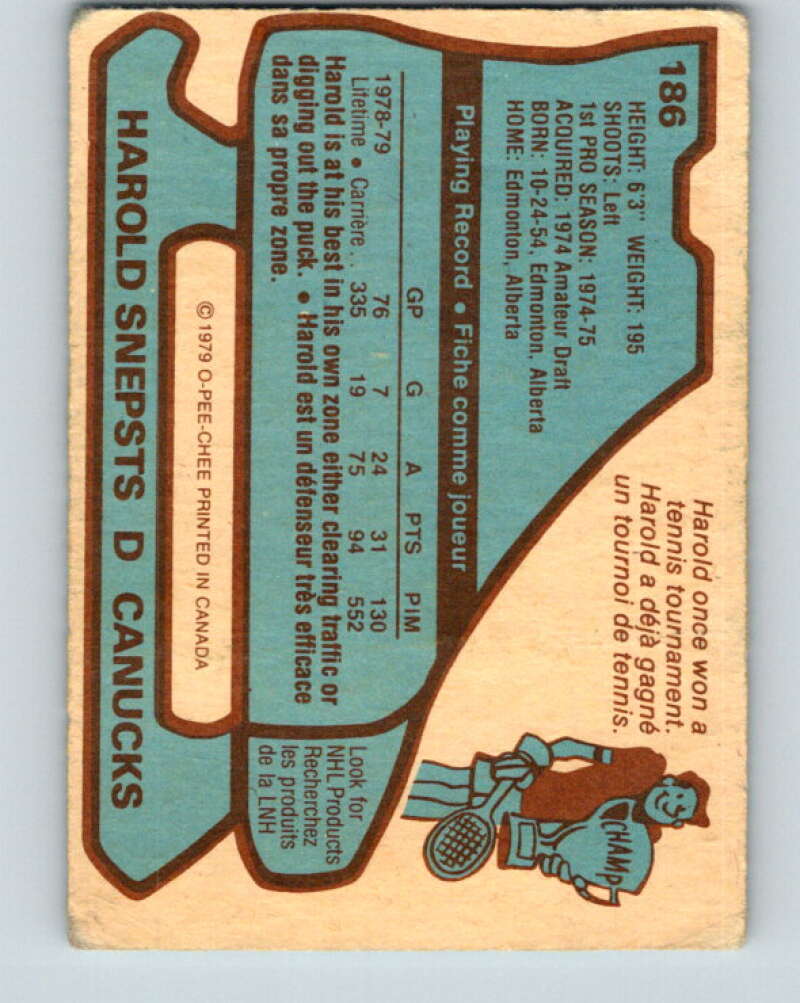 186
HEIGHT: 6'3" WEIGHT: 195
SHOOTS: Left
1st PRO SEASON: 1974-75
ACQUIRED: 1974 Amateur Draft
BORN: 10-24-54, Edmonton, Alberta
HOME: Edmonton, Alberta
Harold once won a
tennis tournament.
Harold a déjà gagné
un tournoi de tennis.
CHAMP
Playing Record • Fiche comme joueur
GP G A PTS PIM
1978-79 76 7 24 31 130
Lifetime • Carrière . . 335 19 75 94 552
Harold is at his best in his own zone either clearing traffic or
digging out the puck. • Harold est un défenseur très efficace
dans sa propre zone.
Look for
NHL Products
Recherchez
les produits
de la LNH
© 1979 O-PEE-CHEE PRINTED IN CANADA
HAROLD SNEPSTS D CANUCKS